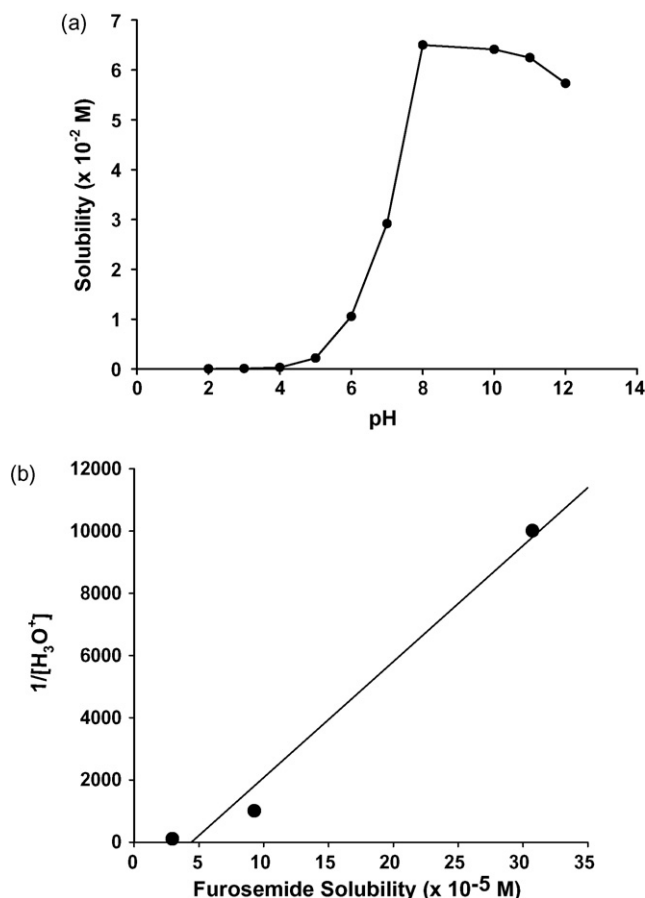 (a)
7
6
5
4
3
2
1
0
Solubility (x 10⁻² M)
0 2 4 6 8 10 12 14
pH
(b)
12000
10000
8000
6000
4000
2000
0
1/[H₃O⁺]
0 5 10 15 20 25 30 35
Furosemide Solubility (x 10⁻⁵ M)